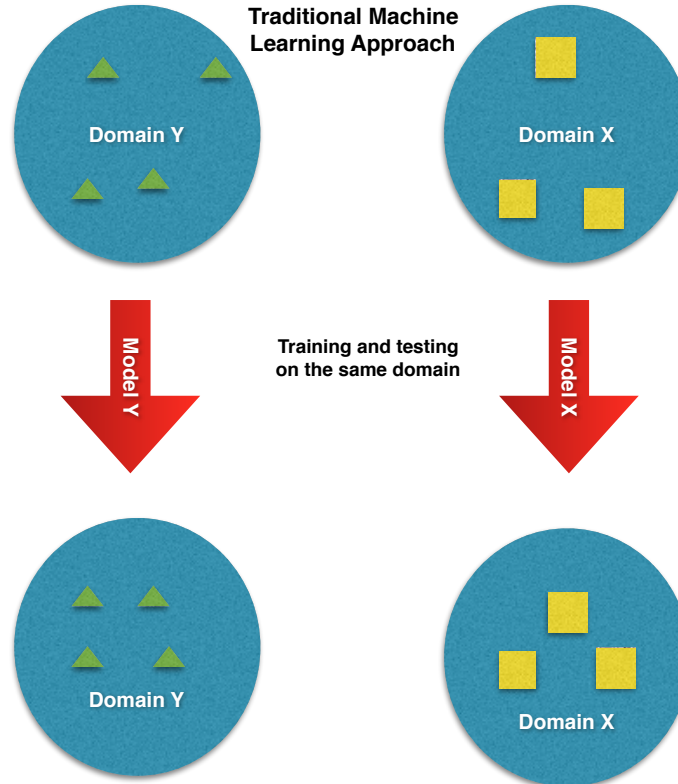 Traditional Machine
Learning Approach
Domain Y
Domain X
Model Y
Training and testing
on the same domain
Model X
Domain Y
Domain X